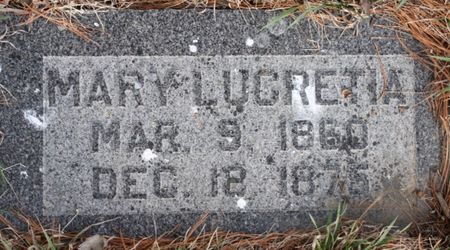 MARY LUCRETIA
MAR. 9. 1860.
DEC. 18. 1875